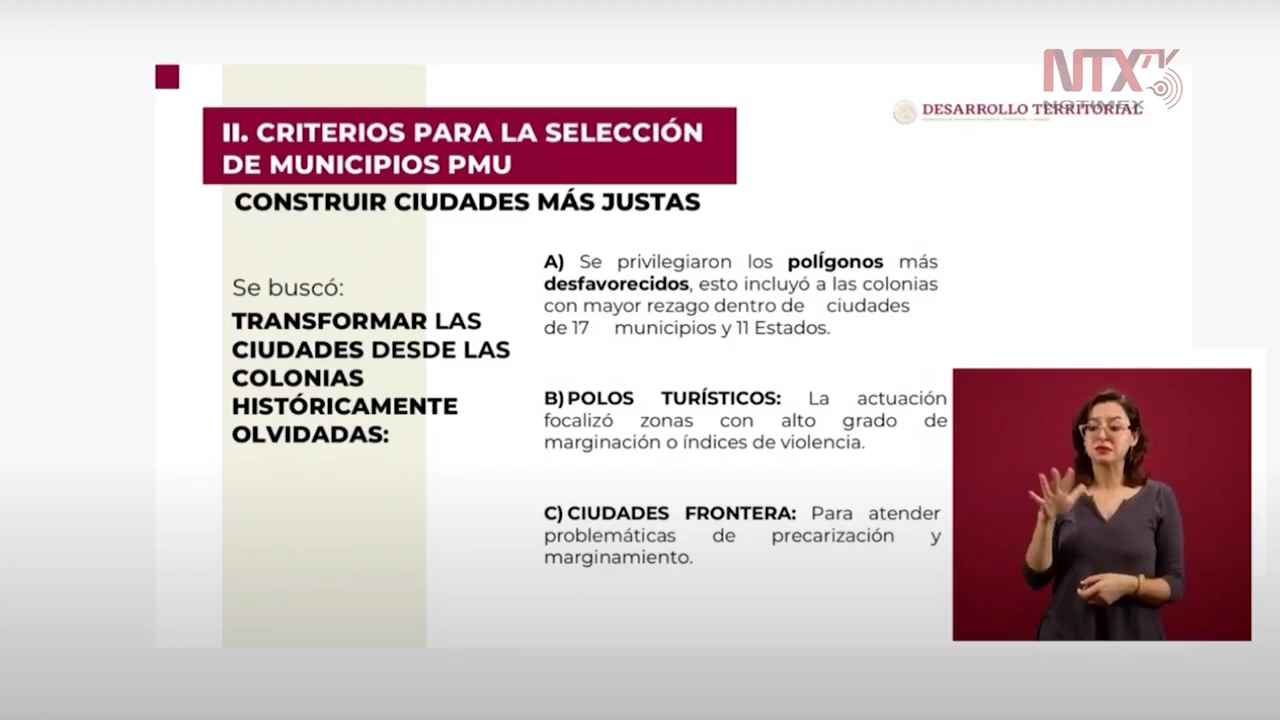 NTX
NOTIMEX
DESARROLLO TERRITORIAL
II. CRITERIOS PARA LA SELECCIÓN
DE MUNICIPIOS PMU
CONSTRUIR CIUDADES MÁS JUSTAS
Se buscó:
TRANSFORMAR LAS
CIUDADES DESDE LAS
COLONIAS
HISTÓRICAMENTE
OLVIDADAS:
A) Se privilegiaron los polÍgonos más
desfavorecidos, esto incluyó a las colonias
con mayor rezago dentro de ciudades
de 17 municipios y 11 Estados.
B) POLOS TURÍSTICOS: La actuación
focalizó zonas con alto grado de
marginación o índices de violencia.
C) CIUDADES FRONTERA: Para atender
problemáticas de precarización y
marginamiento.